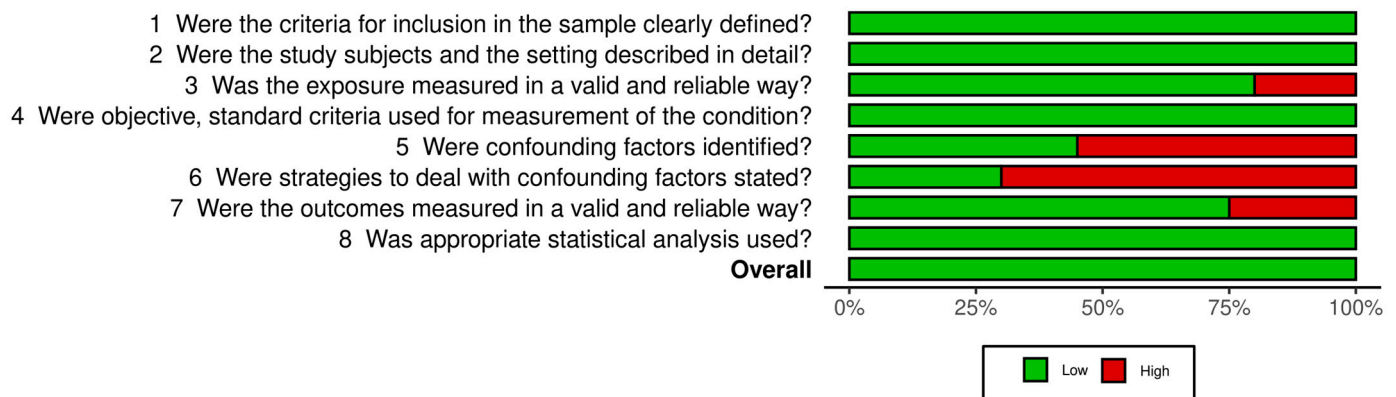 1 Were the criteria for inclusion in the sample clearly defined?
2 Were the study subjects and the setting described in detail?
3 Was the exposure measured in a valid and reliable way?
4 Were objective, standard criteria used for measurement of the condition?
5 Were confounding factors identified?
6 Were strategies to deal with confounding factors stated?
7 Were the outcomes measured in a valid and reliable way?
8 Was appropriate statistical analysis used?
Overall
0% 25% 50% 75% 100%
Low High